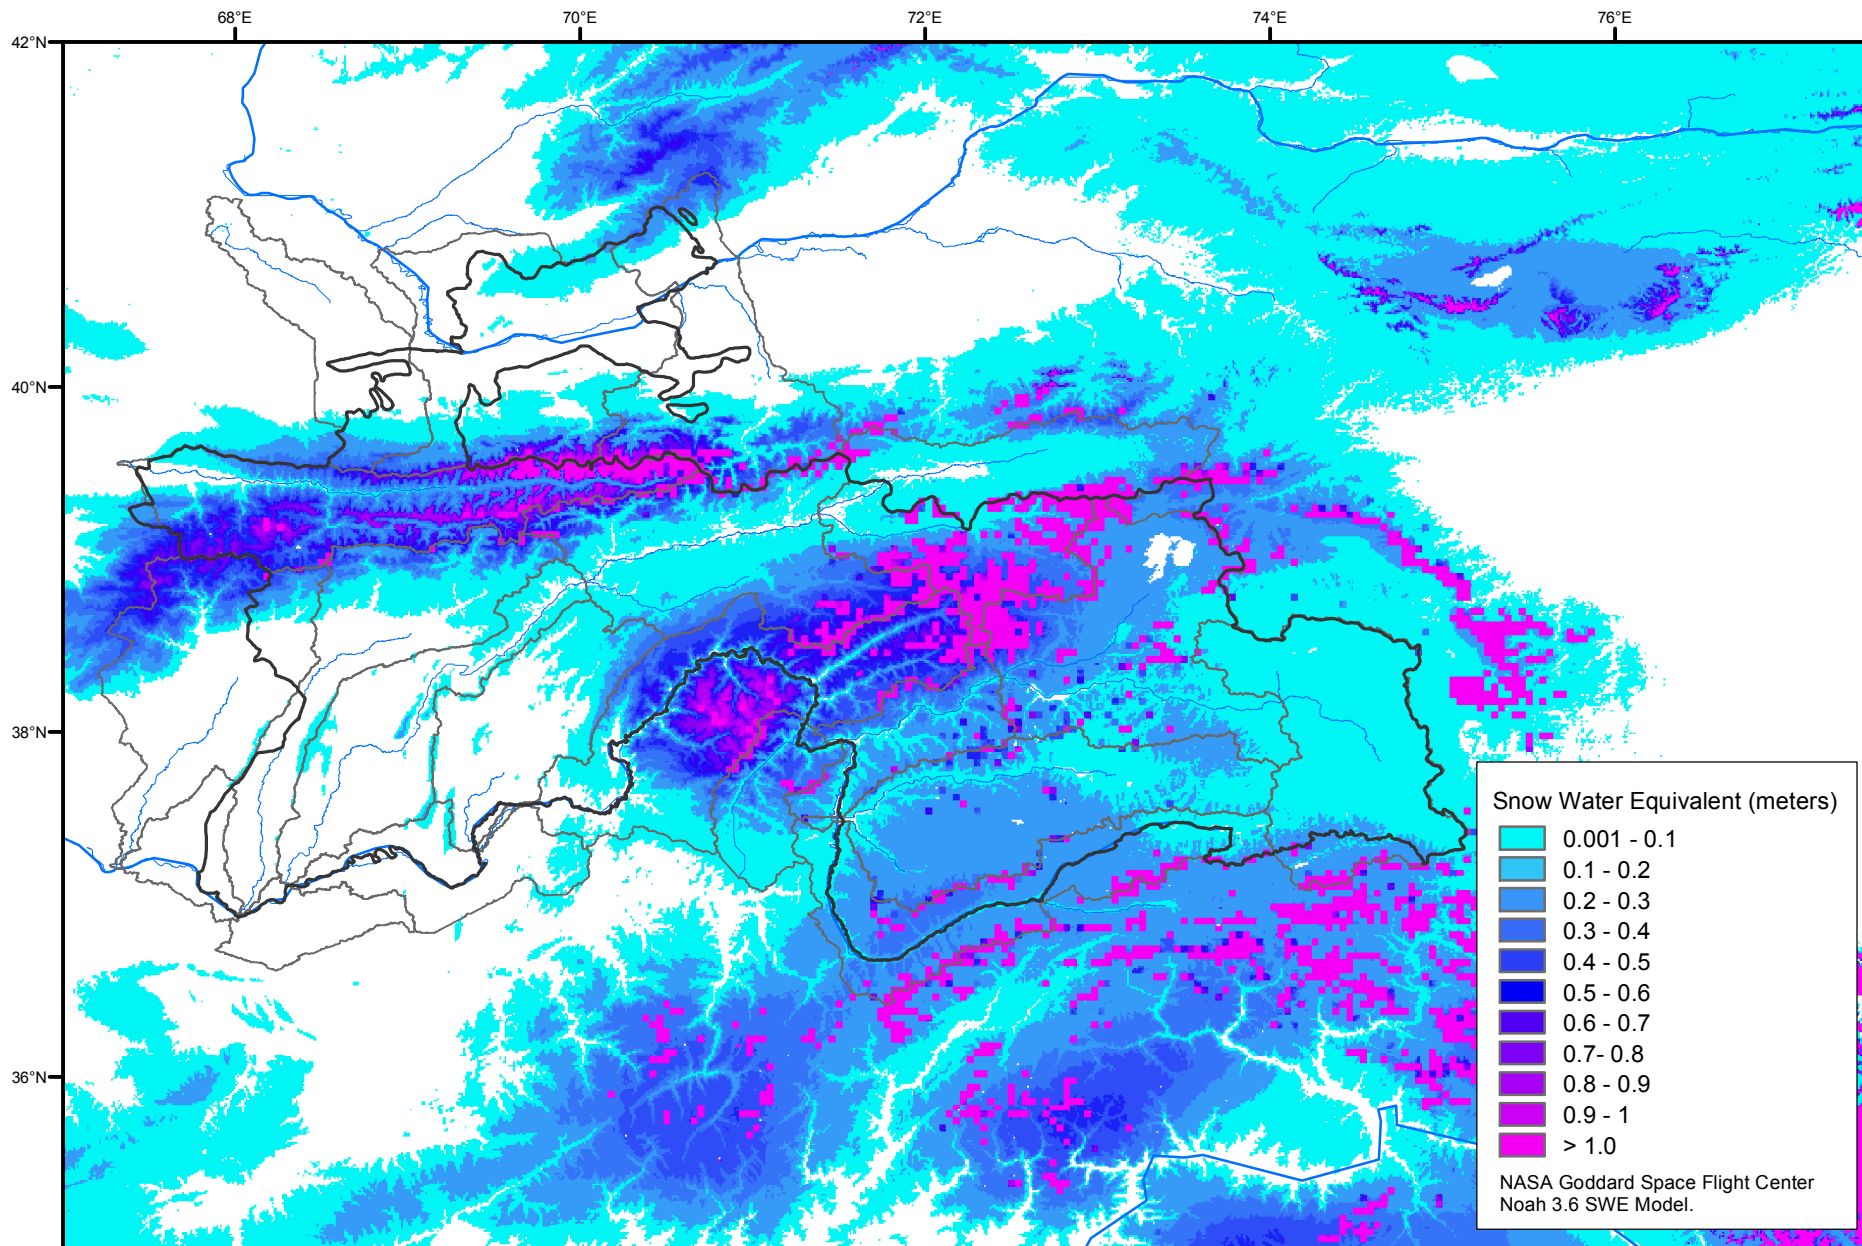 68°E 70°E 72°E 74°E 76°E
42°N
40°N
38°N
36°N
Snow Water Equivalent (meters)
0.001 - 0.1
0.1 - 0.2
0.2 - 0.3
0.3 - 0.4
0.4 - 0.5
0.5 - 0.6
0.6 - 0.7
0.7- 0.8
0.8 - 0.9
0.9 - 1
> 1.0
NASA Goddard Space Flight Center
Noah 3.6 SWE Model.